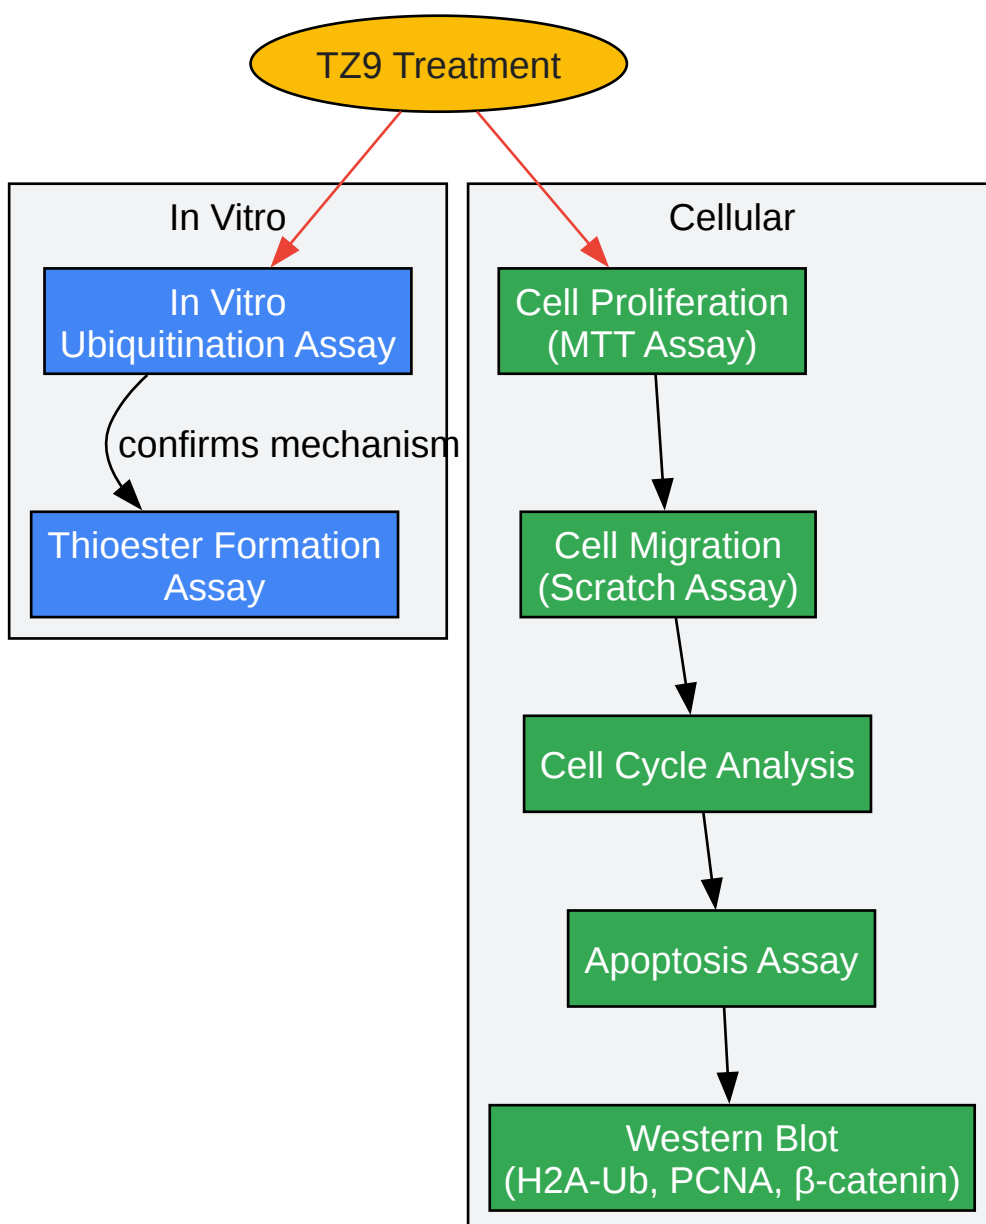 TZ9 Treatment
In Vitro
In Vitro
Ubiquitination Assay
confirms mechanism
Thioester Formation
Assay
Cellular
Cell Proliferation
(MTT Assay)
Cell Migration
(Scratch Assay)
Cell Cycle Analysis
Apoptosis Assay
Western Blot
(H2A-Ub, PCNA, β-catenin)